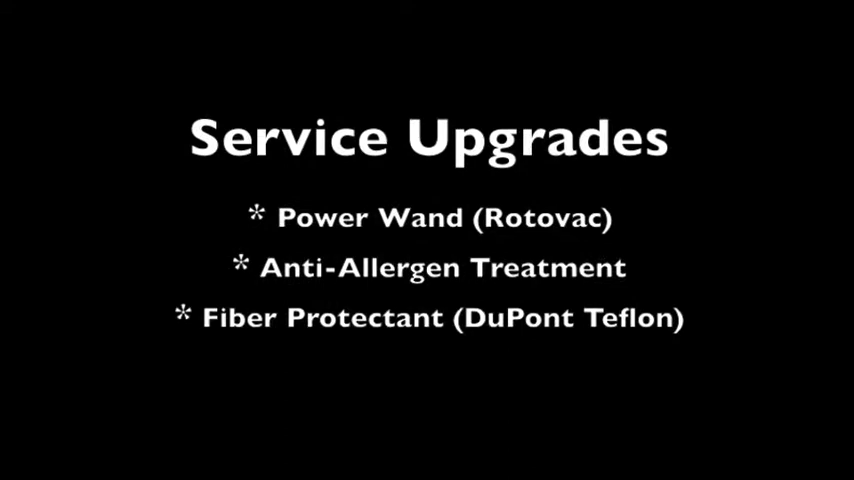 Service Upgrades
* Power Wand (Rotovac)
* Anti-Allergen Treatment
* Fiber Protectant (DuPont Teflon)